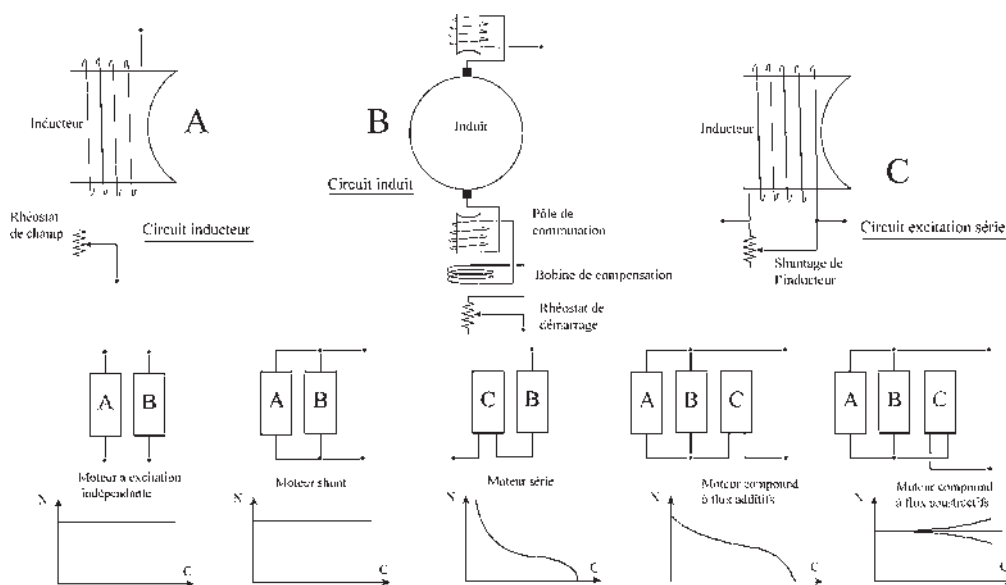 Inducteur
A
Rhéostat
de champ
Circuit inducteur
B
Induit
Circuit induit
Pôle de
commutation
Bobine de compensation
Rhéostat de
démarrage
Inducteur
C
Circuit excitation série
Shuntage de
l'inducteur
A B
A B
C B
A B C
A B C
Moteur a excitation
indépendante
Moteur shunt
Moteur série
Moteur compound
à flux additifs
Moteur compound
à flux soustractifs
N
C
N
C
N
C
N
C
N
C